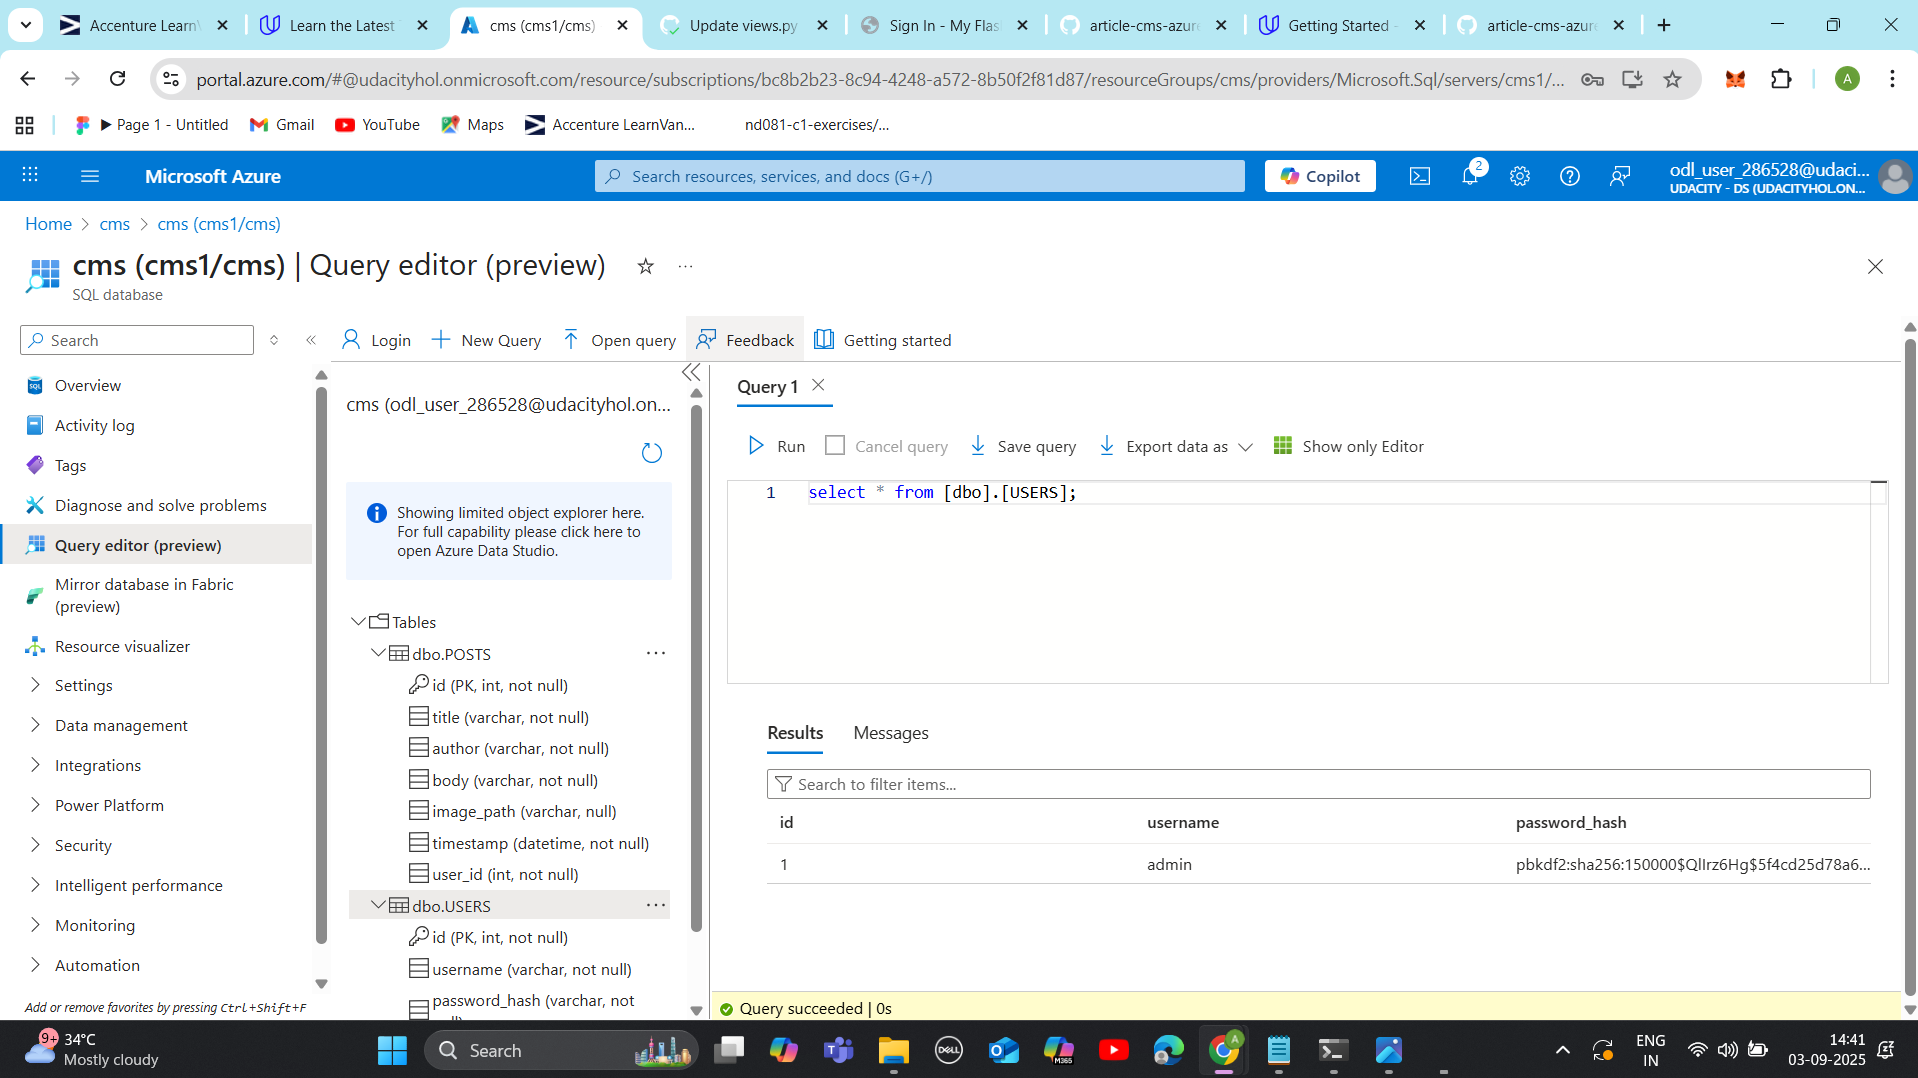 Accenture LearnV
Learn the Latest
cms (cms1/cms)
Update views.py
Sign In - My Flas
article-cms-azure
Getting Started -
article-cms-azure
portal.azure.com/#@udacityhol.onmicrosoft.com/resource/subscriptions/bc8b2b23-8c94-4248-a572-8b50f2f81d87/resourceGroups/cms/providers/Microsoft.Sql/servers/cms1/...
A
▶ Page 1 - Untitled
Gmail
YouTube
Maps
Accenture LearnVan...
nd081-c1-exercises/...
Microsoft Azure
Search resources, services, and docs (G+/)
Copilot
2
odl_user_286528@udaci...
UDACITY - DS (UDACITYHOL.ON...
Home > cms > cms (cms1/cms)
cms (cms1/cms) | Query editor (preview)
SQL database
Search
Overview
Activity log
Tags
Diagnose and solve problems
Query editor (preview)
Mirror database in Fabric
(preview)
Resource visualizer
Settings
Data management
Integrations
Power Platform
Security
Intelligent performance
Monitoring
Automation
Add or remove favorites by pressing Ctrl+Shift+F
Login
New Query
Open query
Feedback
Getting started
cms (odl_user_286528@udacityhol.on...
Showing limited object explorer here.
For full capability please click here to
open Azure Data Studio.
Tables
dbo.POSTS
id (PK, int, not null)
title (varchar, not null)
author (varchar, not null)
body (varchar, not null)
image_path (varchar, null)
timestamp (datetime, not null)
user_id (int, not null)
dbo.USERS
id (PK, int, not null)
username (varchar, not null)
password_hash (varchar, not
Query 1
Run
Cancel query
Save query
Export data as
Show only Editor
1 select * from [dbo].[USERS];
Results
Messages
Search to filter items...
id username password_hash
1 admin pbkdf2:sha256:150000$QlIrz6Hg$5f4cd25d78a6...
Query succeeded | 0s
9+
34°C
Mostly cloudy
Search
DELL
M365
A
ENG
IN
14:41
03-09-2025